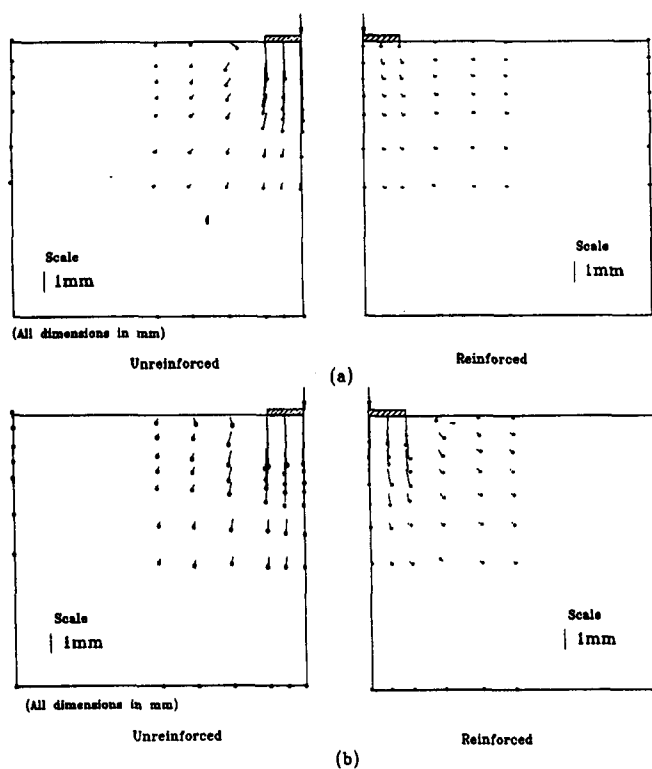 Scale
1mm
Scale
1mm
(All dimensions in mm)
Unreinforced
Reinforced
(a)
Scale
1mm
Scale
1mm
(All dimensions in mm)
Unreinforced
Reinforced
(b)